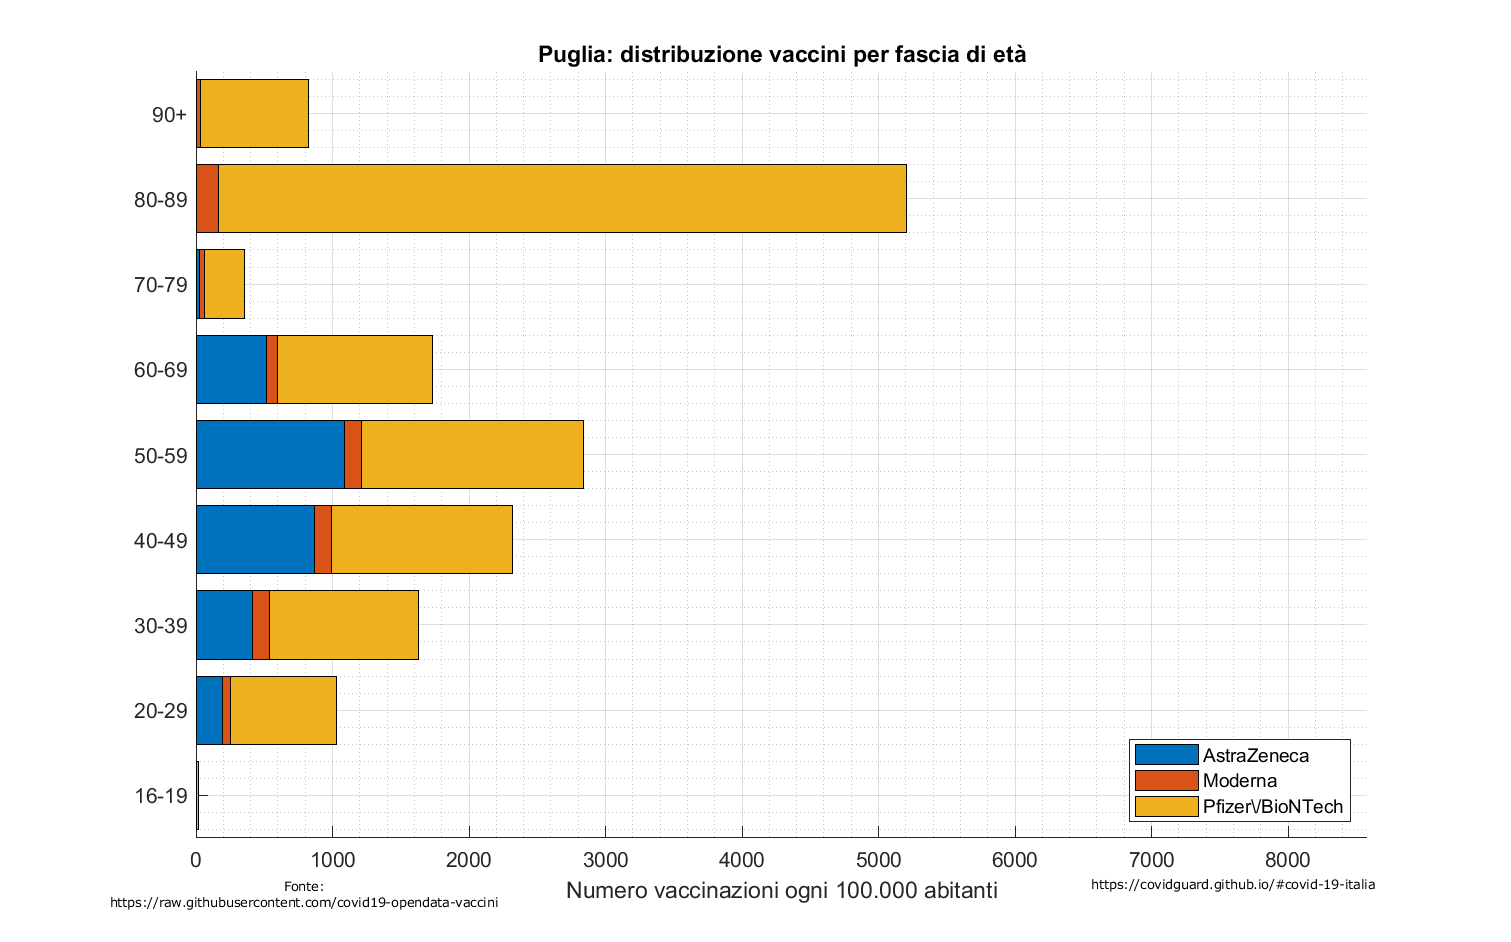 Puglia: distribuzione vaccini per fascia di età
90+
80-89
70-79
60-69
50-59
40-49
30-39
20-29
16-19
AstraZeneca
Moderna
Pfizer\/BioNTech
0 1000 2000 3000 4000 5000 6000 7000 8000
Numero vaccinazioni ogni 100.000 abitanti
Fonte:
https://raw.githubusercontent.com/covid19-opendata-vaccini
https://covidguard.github.io/#covid-19-italia